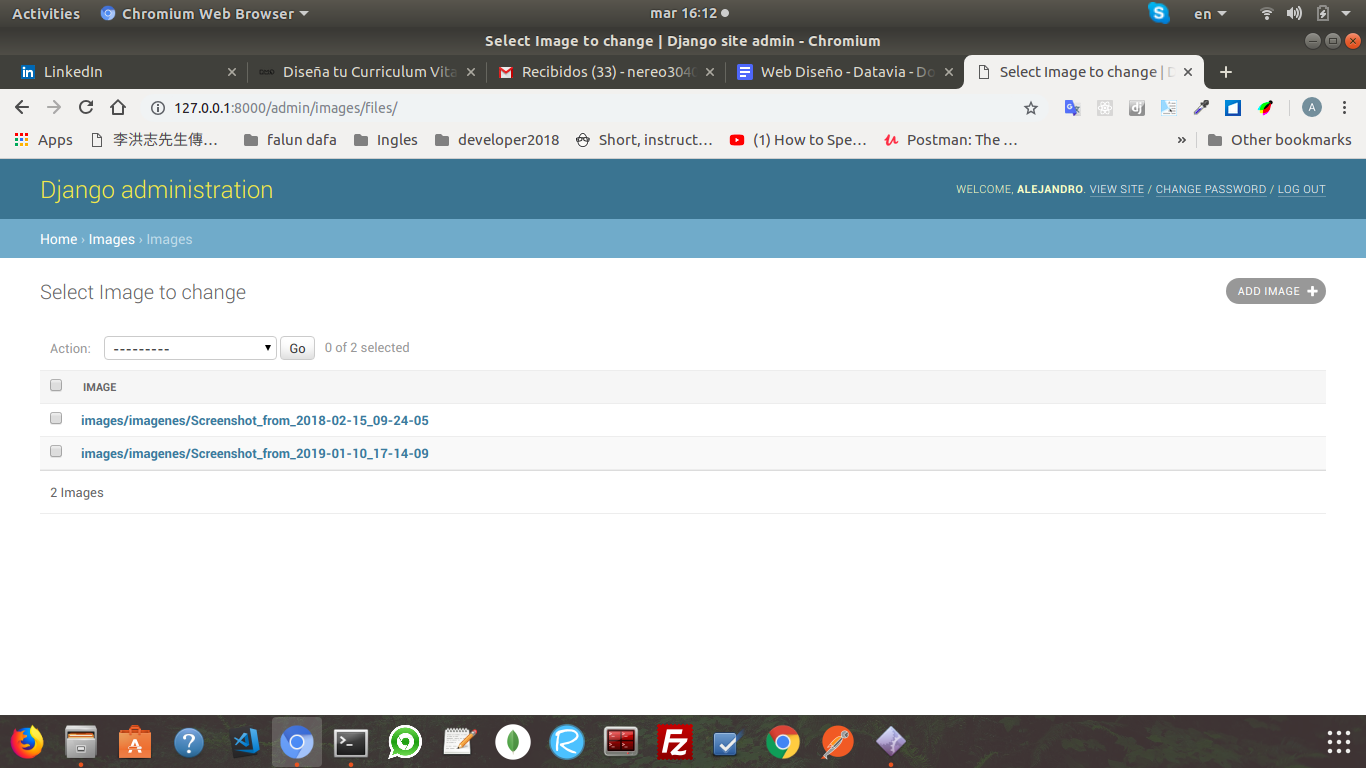 Activities Chromium Web Browser mar 16:12 en
Select Image to change | Django site admin - Chromium
LinkedIn Diseña tu Curriculum Vita Recibidos (33) - nereo304 Web Diseño - Datavia - Do Select Image to change |
127.0.0.1:8000/admin/images/files/ A
Apps 李洪志先生傳… falun dafa Ingles developer2018 Short, instruct… (1) How to Spe… Postman: The … » Other bookmarks
Django administration WELCOME, ALEJANDRO. VIEW SITE / CHANGE PASSWORD / LOG OUT
Home › Images › Images
Select Image to change ADD IMAGE +
Action: --------- Go 0 of 2 selected
IMAGE
images/imagenes/Screenshot_from_2018-02-15_09-24-05
images/imagenes/Screenshot_from_2019-01-10_17-14-09
2 Images